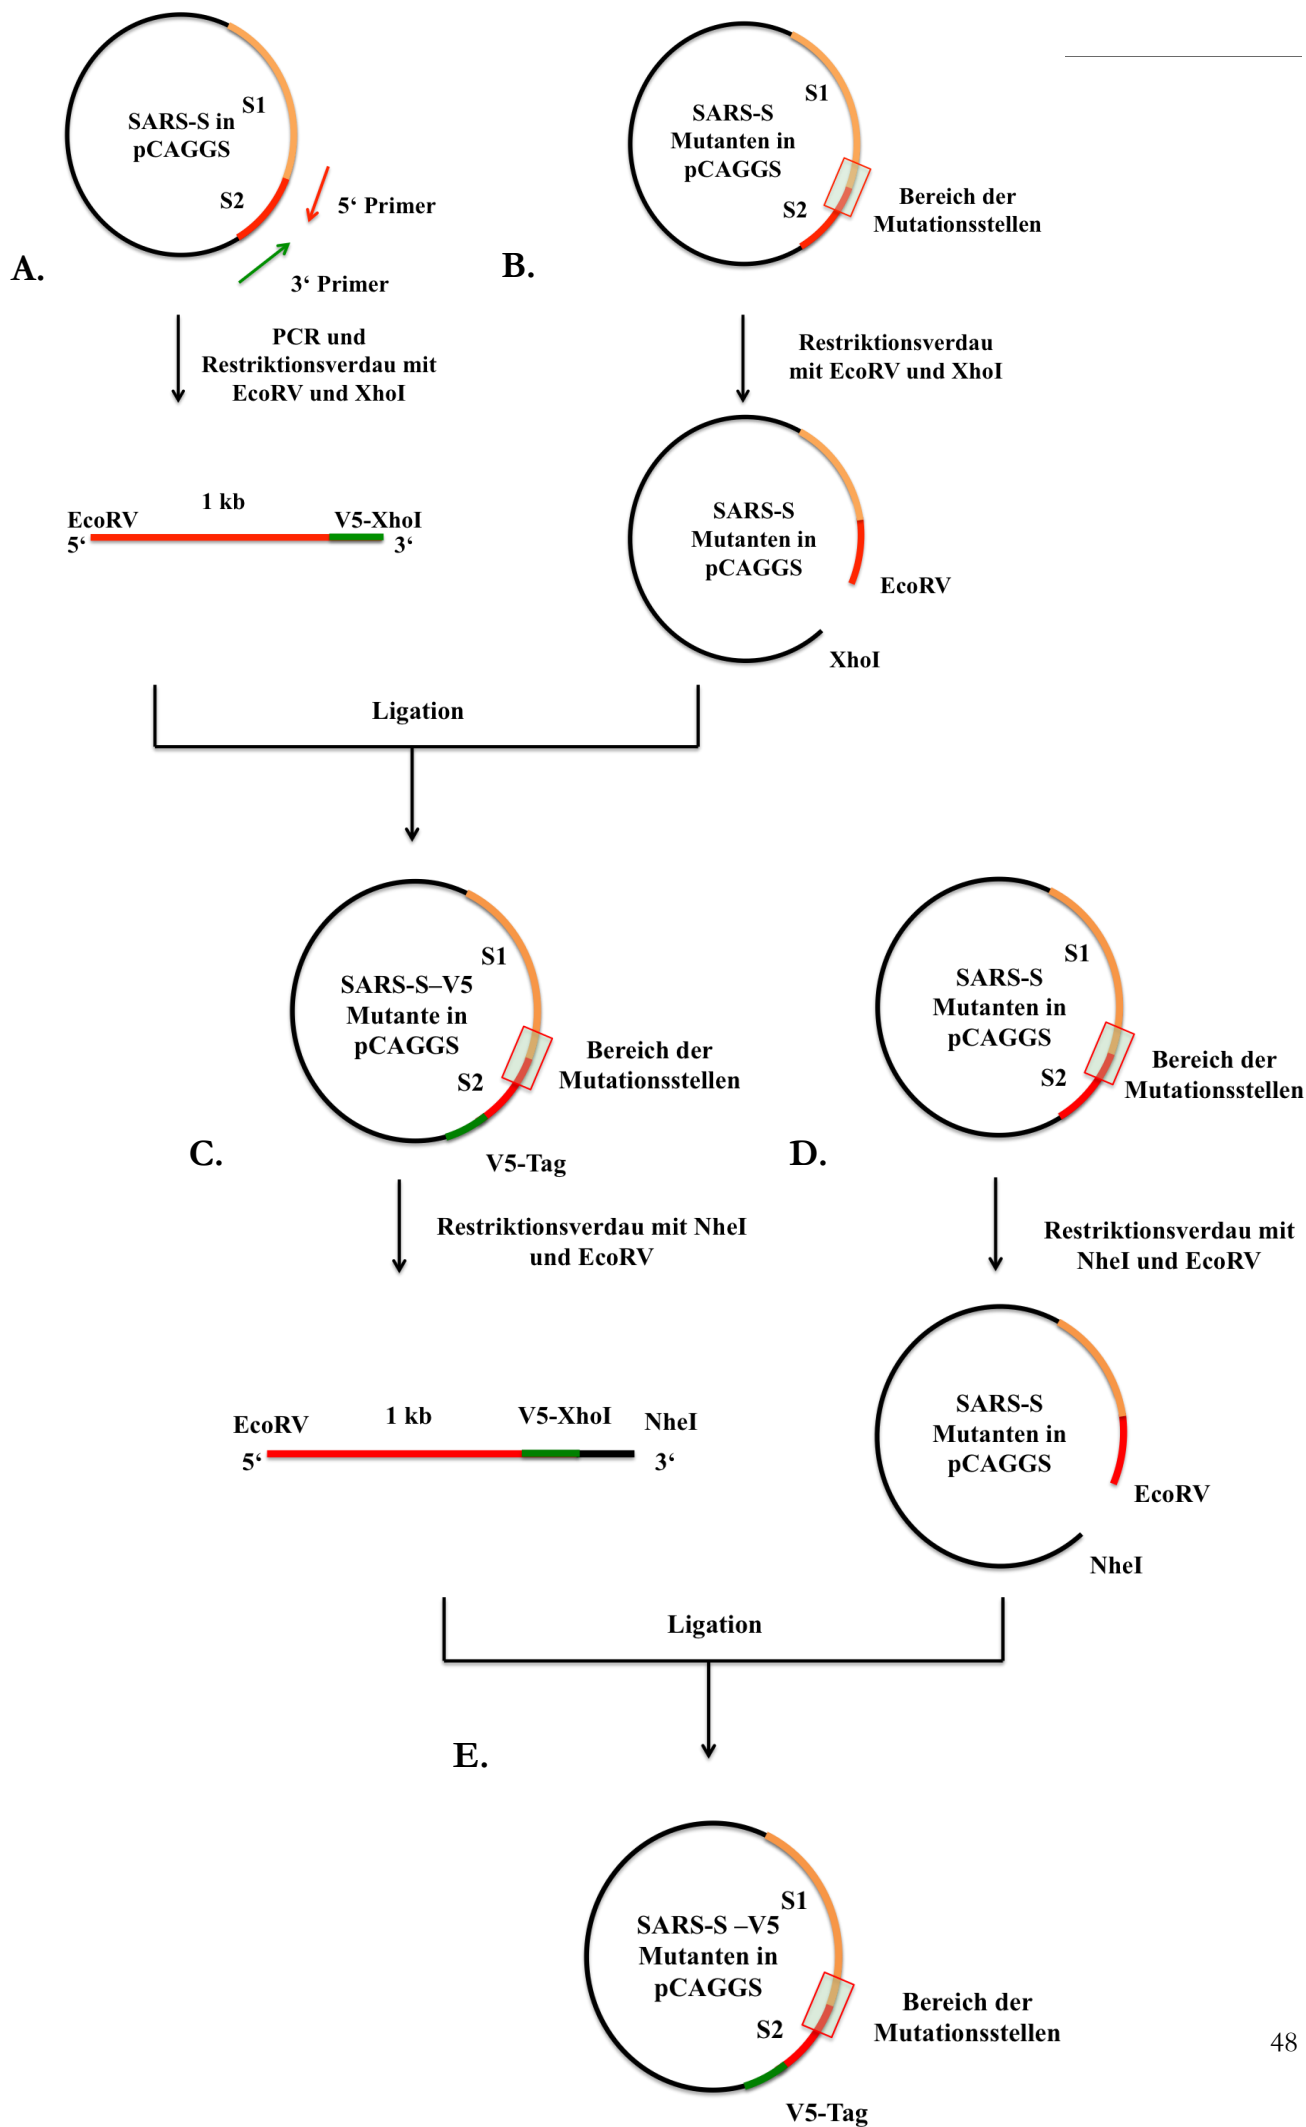 S1
SARS-S in
pCAGGS
S2
5‘ Primer
3‘ Primer
A.
S1
SARS-S
Mutanten in
pCAGGS
S2
Bereich der
Mutationsstellen
B.
PCR und
Restriktionsverdau mit
EcoRV und XhoI
Restriktionsverdau
mit EcoRV und XhoI
1 kb
EcoRV
V5-XhoI
5‘
3‘
SARS-S
Mutanten in
pCAGGS
EcoRV
XhoI
Ligation
S1
SARS-S–V5
Mutante in
pCAGGS
S2
Bereich der
Mutationsstellen
C.
V5-Tag
S1
SARS-S
Mutanten in
pCAGGS
S2
Bereich der
Mutationsstellen
D.
Restriktionsverdau mit NheI
und EcoRV
Restriktionsverdau mit
NheI und EcoRV
EcoRV
1 kb
V5-XhoI
NheI
5‘
3‘
SARS-S
Mutanten in
pCAGGS
EcoRV
NheI
Ligation
E.
S1
SARS-S –V5
Mutanten in
pCAGGS
S2
Bereich der
Mutationsstellen
V5-Tag
48